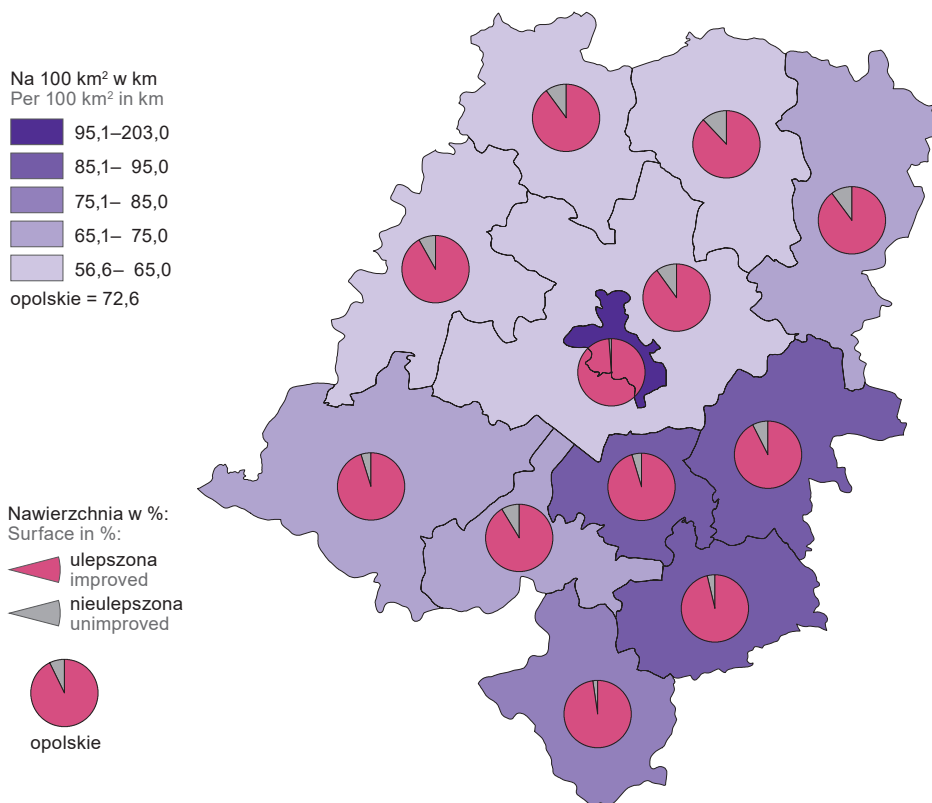 Na 100 km² w km
Per 100 km² in km
95,1–203,0
85,1– 95,0
75,1– 85,0
65,1– 75,0
56,6– 65,0
opolskie = 72,6
Nawierzchnia w %:
Surface in %:
ulepszona
improved
nieulepszona
unimproved
opolskie